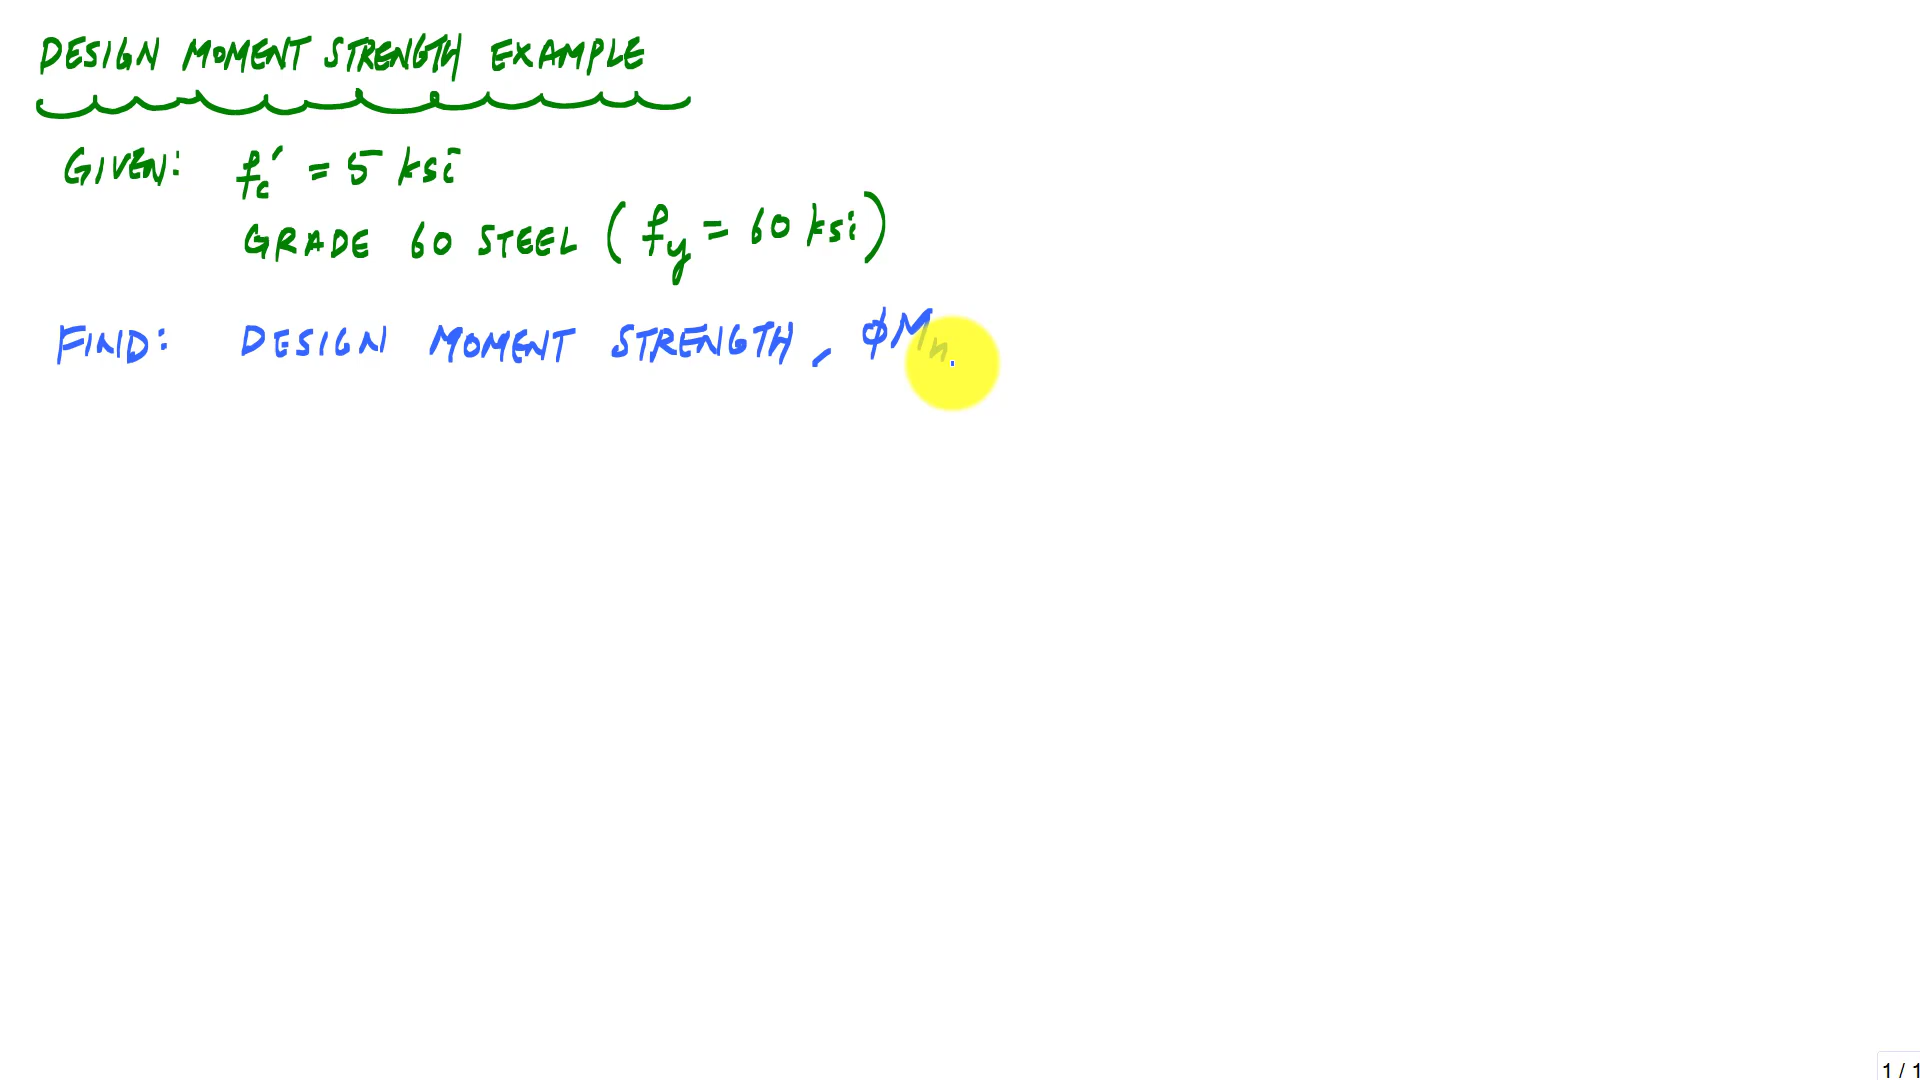 DESIGN MOMENT STRENGTH EXAMPLE
GIVEN: fc' = 5 ksi
GRADE 60 STEEL (fy = 60 ksi)
FIND: DESIGN MOMENT STRENGTH, ϕMn
1 / 1